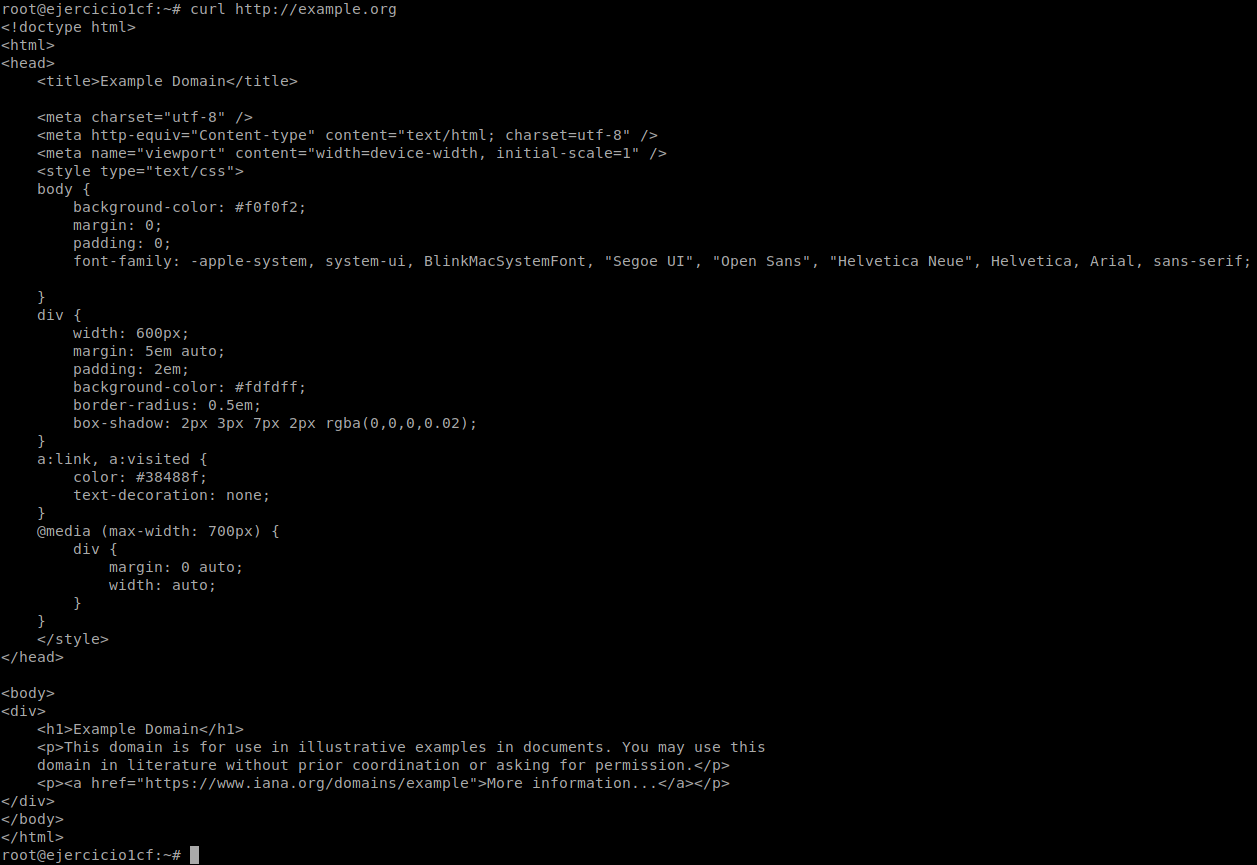 root@ejercicio1cf:~# curl http://example.org
<!doctype html>
<html>
<head>
    <title>Example Domain</title>

    <meta charset="utf-8" />
    <meta http-equiv="Content-type" content="text/html; charset=utf-8" />
    <meta name="viewport" content="width=device-width, initial-scale=1" />
    <style type="text/css">
    body {
        background-color: #f0f0f2;
        margin: 0;
        padding: 0;
        font-family: -apple-system, system-ui, BlinkMacSystemFont, "Segoe UI", "Open Sans", "Helvetica Neue", Helvetica, Arial, sans-serif;

    }
    div {
        width: 600px;
        margin: 5em auto;
        padding: 2em;
        background-color: #fdfdff;
        border-radius: 0.5em;
        box-shadow: 2px 3px 7px 2px rgba(0,0,0,0.02);
    }
    a:link, a:visited {
        color: #38488f;
        text-decoration: none;
    }
    @media (max-width: 700px) {
        div {
            margin: 0 auto;
            width: auto;
        }
    }
    </style>
</head>

<body>
<div>
    <h1>Example Domain</h1>
    <p>This domain is for use in illustrative examples in documents. You may use this
    domain in literature without prior coordination or asking for permission.</p>
    <p><a href="https://www.iana.org/domains/example">More information...</a></p>
</div>
</body>
</html>
root@ejercicio1cf:~#